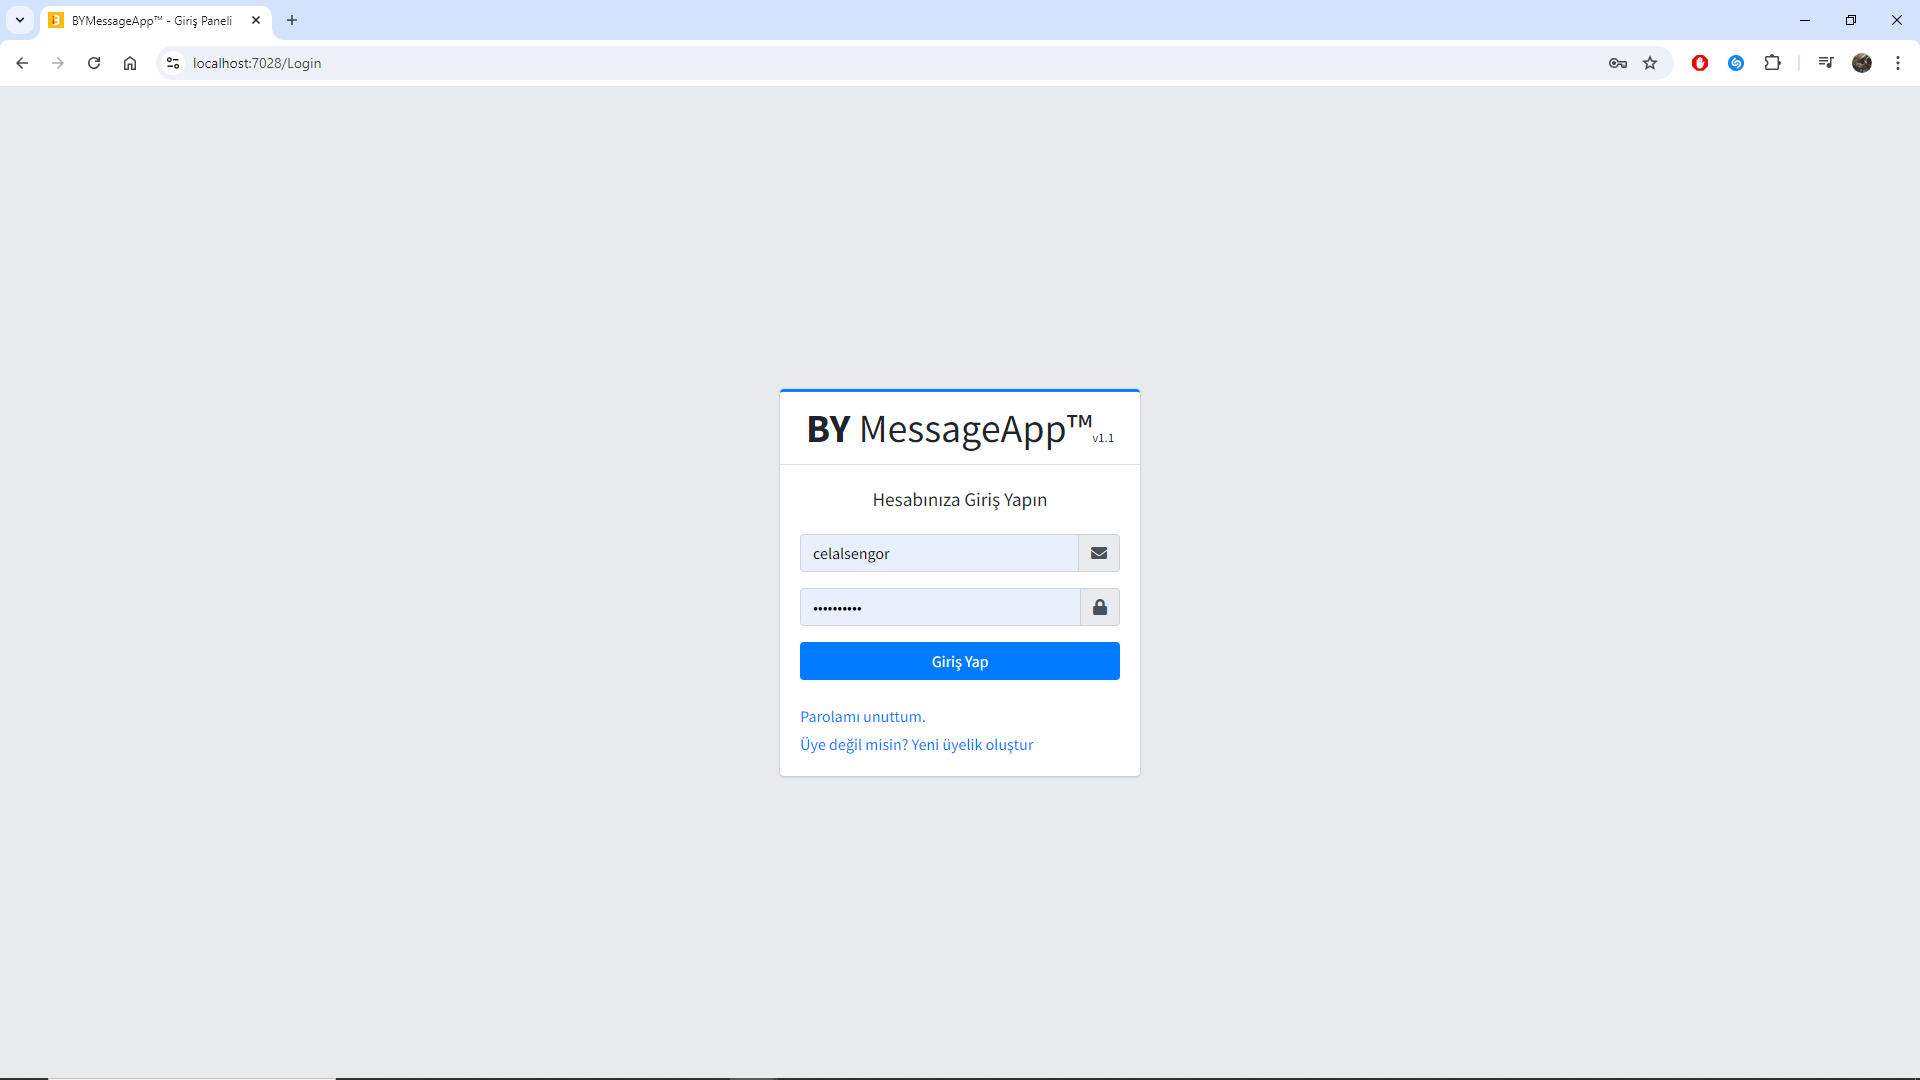 BYMessageApp™ - Giriş Paneli
localhost:7028/Login
BY MessageApp™ v1.1
Hesabınıza Giriş Yapın
celalsengor
••••••••••
Giriş Yap
Parolamı unuttum.
Üye değil misin? Yeni üyelik oluştur